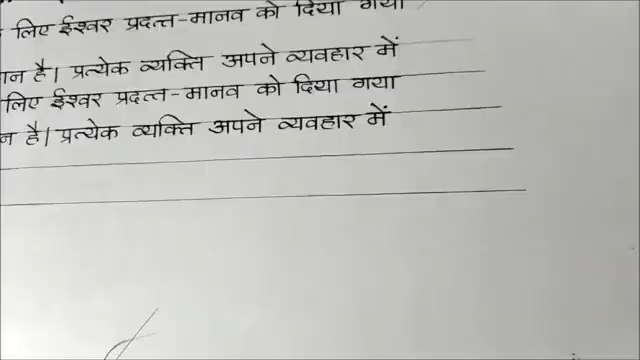 लिए ईश्वर प्रदत्त-मानव को दिया गया
है। प्रत्येक व्यक्ति अपने व्यवहार में
लिए ईश्वर प्रदत्त-मानव को दिया गया
है। प्रत्येक व्यक्ति अपने व्यवहार में